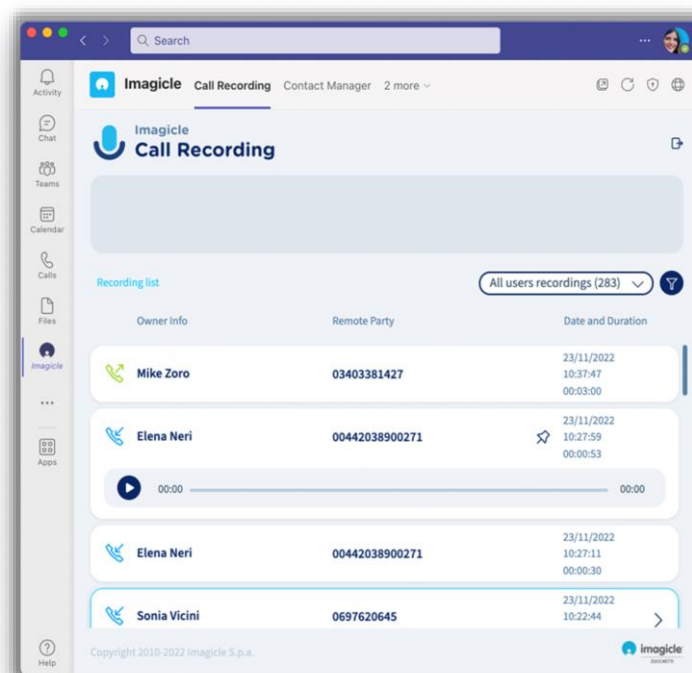 Search
...
Activity
Chat
Teams
Calendar
Calls
Files
Imagicle
...
Apps
Help
Imagicle Call Recording Contact Manager 2 more
Imagicle
Call Recording
Recording list
All users recordings (283)
Owner Info Remote Party Date and Duration
Mike Zoro 03403381427 23/11/2022
10:37:47
00:03:00
Elena Neri 00442038900271 23/11/2022
10:27:59
00:00:53
00:00 00:00
Elena Neri 00442038900271 23/11/2022
10:27:11
00:00:30
Sonia Vicini 0697620645 23/11/2022
10:22:44
Copyright 2010-2022 Imagicle S.p.a.
imagicle
ZUCCHETTI